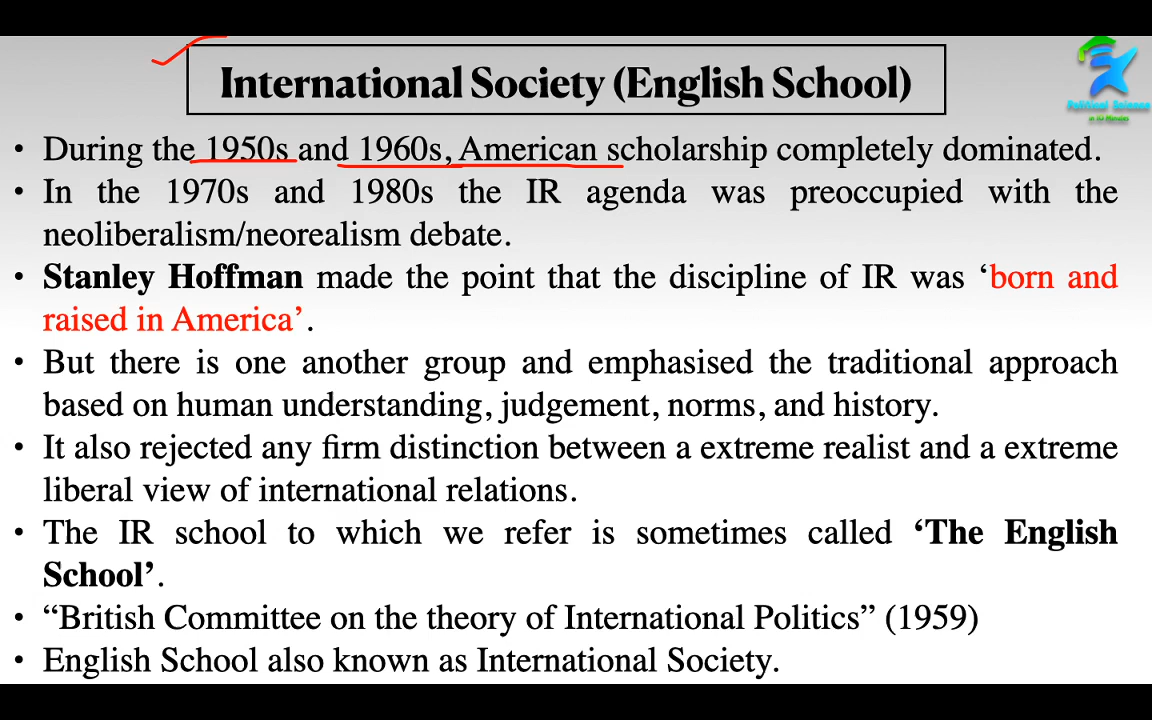 International Society (English School)
Political Science
in 10 Minutes
• During the 1950s and 1960s, American scholarship completely dominated.
• In the 1970s and 1980s the IR agenda was preoccupied with the
neoliberalism/neorealism debate.
• Stanley Hoffman made the point that the discipline of IR was ‘born and
raised in America’.
• But there is one another group and emphasised the traditional approach
based on human understanding, judgement, norms, and history.
• It also rejected any firm distinction between a extreme realist and a extreme
liberal view of international relations.
• The IR school to which we refer is sometimes called ‘The English
School’.
• “British Committee on the theory of International Politics” (1959)
• English School also known as International Society.